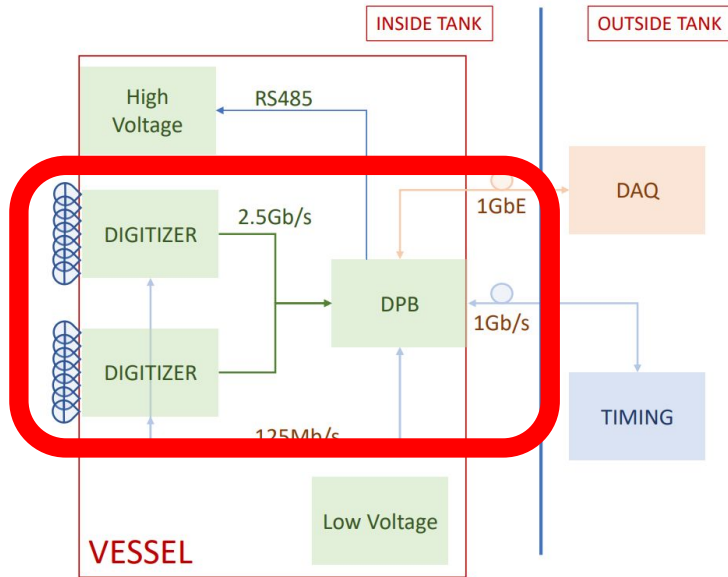 INSIDE TANK
OUTSIDE TANK
High
Voltage
RS485
DIGITIZER
2.5Gb/s
1GbE
DAQ
DPB
1Gb/s
DIGITIZER
TIMING
125Mb/s
Low Voltage
VESSEL